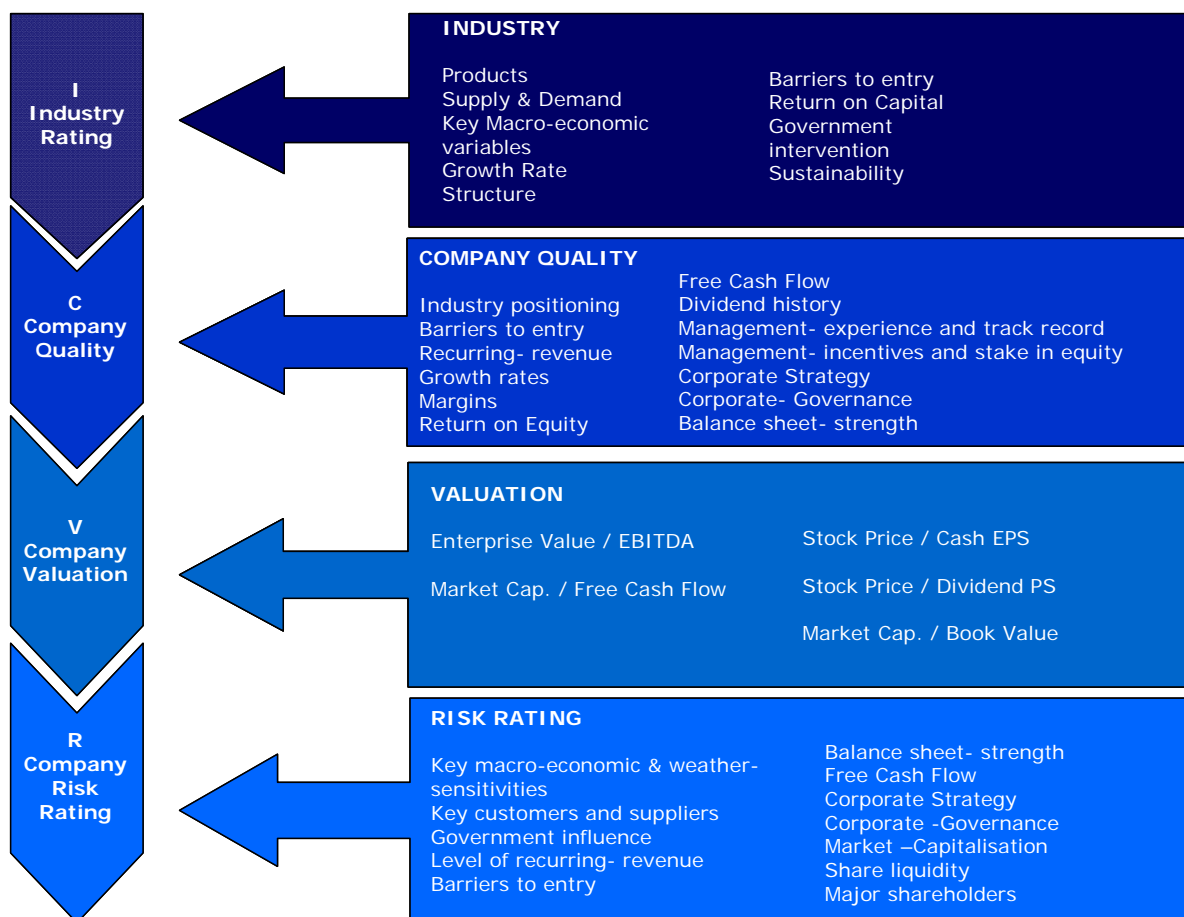 I
Industry
Rating
INDUSTRY
Products
Supply & Demand
Key Macro-economic
variables
Growth Rate
Structure
Barriers to entry
Return on Capital
Government
intervention
Sustainability
C
Company
Quality
COMPANY QUALITY
Industry positioning
Barriers to entry
Recurring- revenue
Growth rates
Margins
Return on Equity
Free Cash Flow
Dividend history
Management- experience and track record
Management- incentives and stake in equity
Corporate Strategy
Corporate- Governance
Balance sheet- strength
V
Company
Valuation
VALUATION
Enterprise Value / EBITDA
Market Cap. / Free Cash Flow
Stock Price / Cash EPS
Stock Price / Dividend PS
Market Cap. / Book Value
R
Company
Risk
Rating
RISK RATING
Key macro-economic & weather-
sensitivities
Key customers and suppliers
Government influence
Level of recurring- revenue
Barriers to entry
Balance sheet- strength
Free Cash Flow
Corporate Strategy
Corporate -Governance
Market –Capitalisation
Share liquidity
Major shareholders